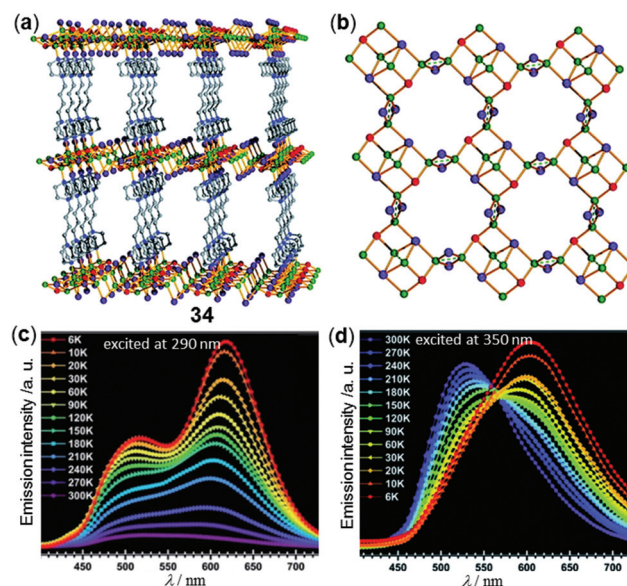 (a)
(b)
34
(c)
excited at 290 nm
6K
10K
20K
30K
60K
90K
120K
150K
180K
210K
240K
270K
300K
Emission intensity /a. u.
400 450 500 550 600 650 700
λ / nm
(d)
excited at 350 nm
300K
270K
240K
210K
180K
150K
120K
90K
60K
30K
20K
10K
6K
Emission intensity /a. u.
450 500 550 600 650 700
λ / nm